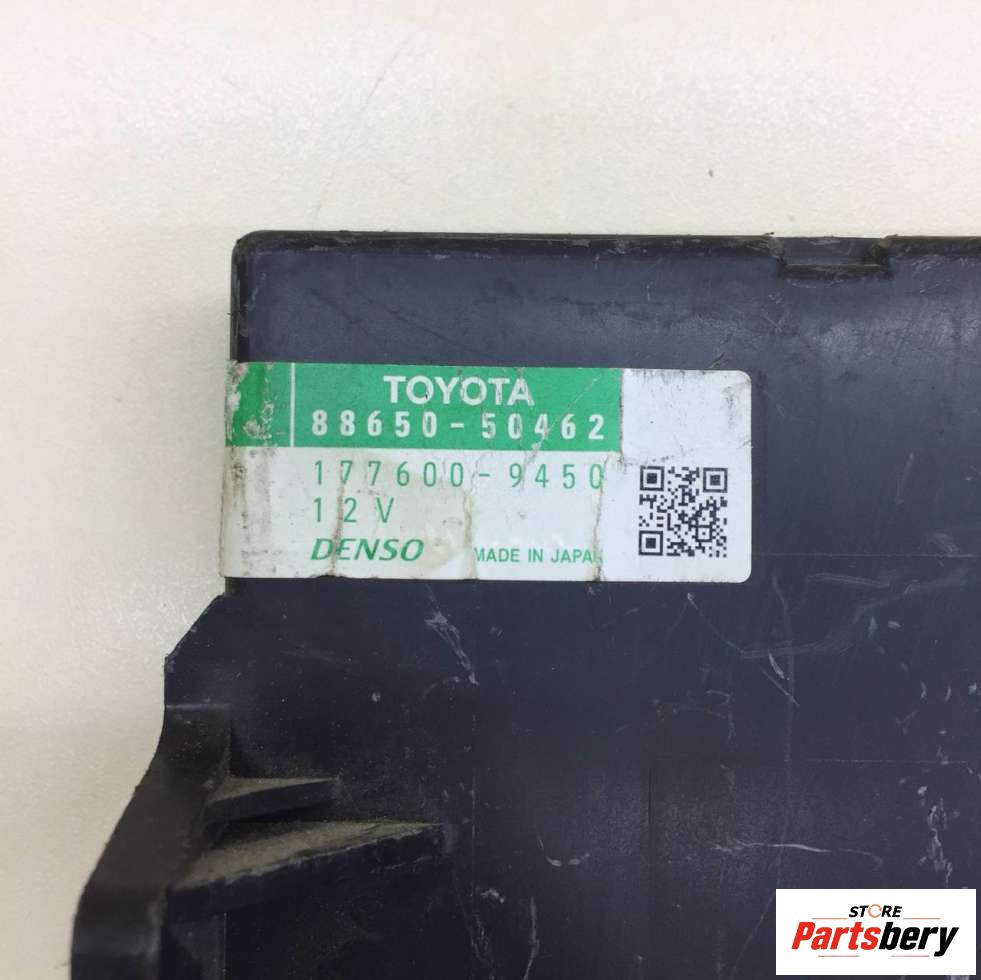 TOYOTA
88650-50462
177600-9450
12V
DENSO MADE IN JAPAN
STORE
Partsbery